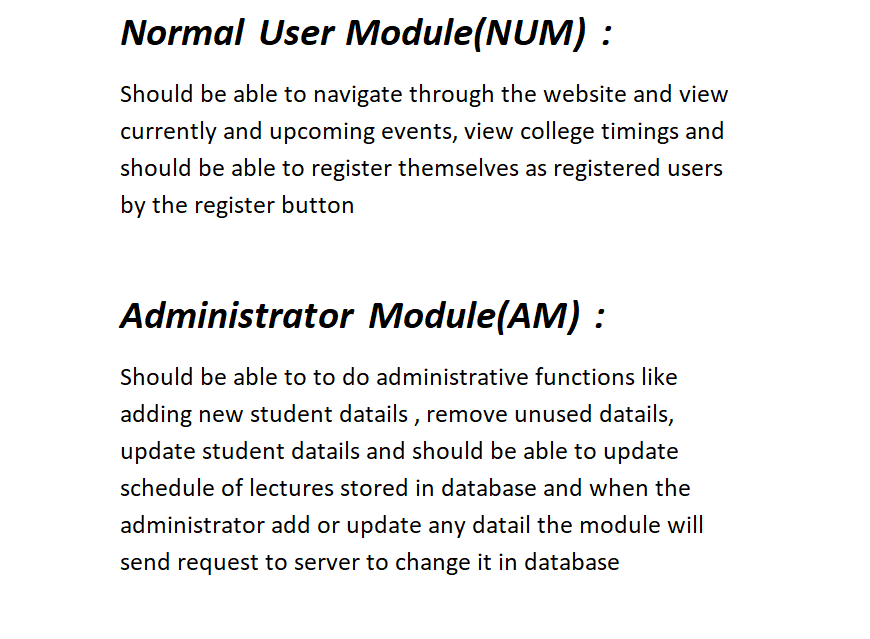 Normal User Module(NUM) :
Should be able to navigate through the website and view
currently and upcoming events, view college timings and
should be able to register themselves as registered users
by the register button
Administrator Module(AM) :
Should be able to to do administrative functions like
adding new student datails , remove unused datails,
update student datails and should be able to update
schedule of lectures stored in database and when the
administrator add or update any datail the module will
send request to server to change it in database